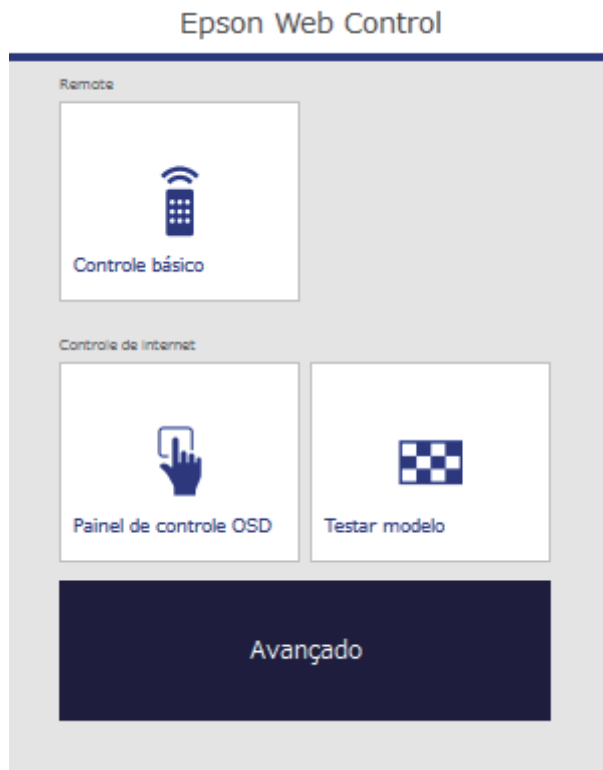 Epson Web Control
Remote
Controle básico
Controle de internet
Painel de controle OSD
Testar modelo
Avançado